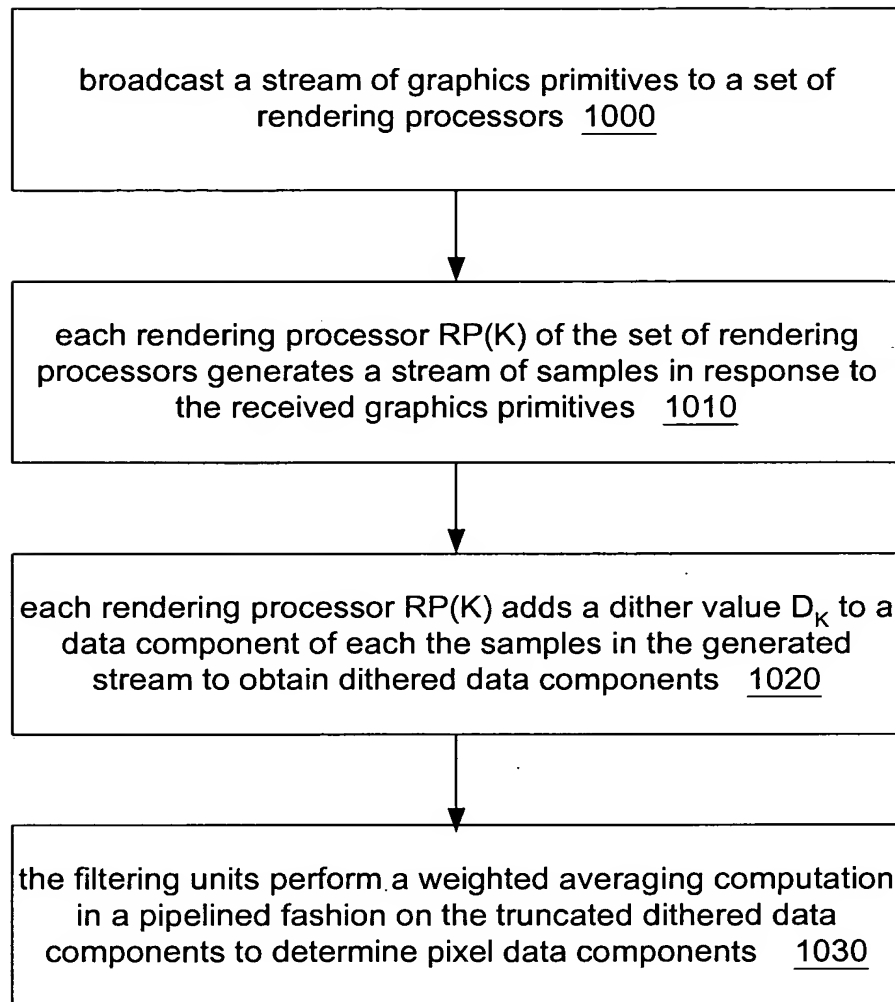 broadcast a stream of graphics primitives to a set of
rendering processors 1000
each rendering processor RP(K) of the set of rendering
processors generates a stream of samples in response to
the received graphics primitives 1010
each rendering processor RP(K) adds a dither value D_K to a
data component of each the samples in the generated
stream to obtain dithered data components 1020
the filtering units perform a weighted averaging computation
in a pipelined fashion on the truncated dithered data
components to determine pixel data components 1030